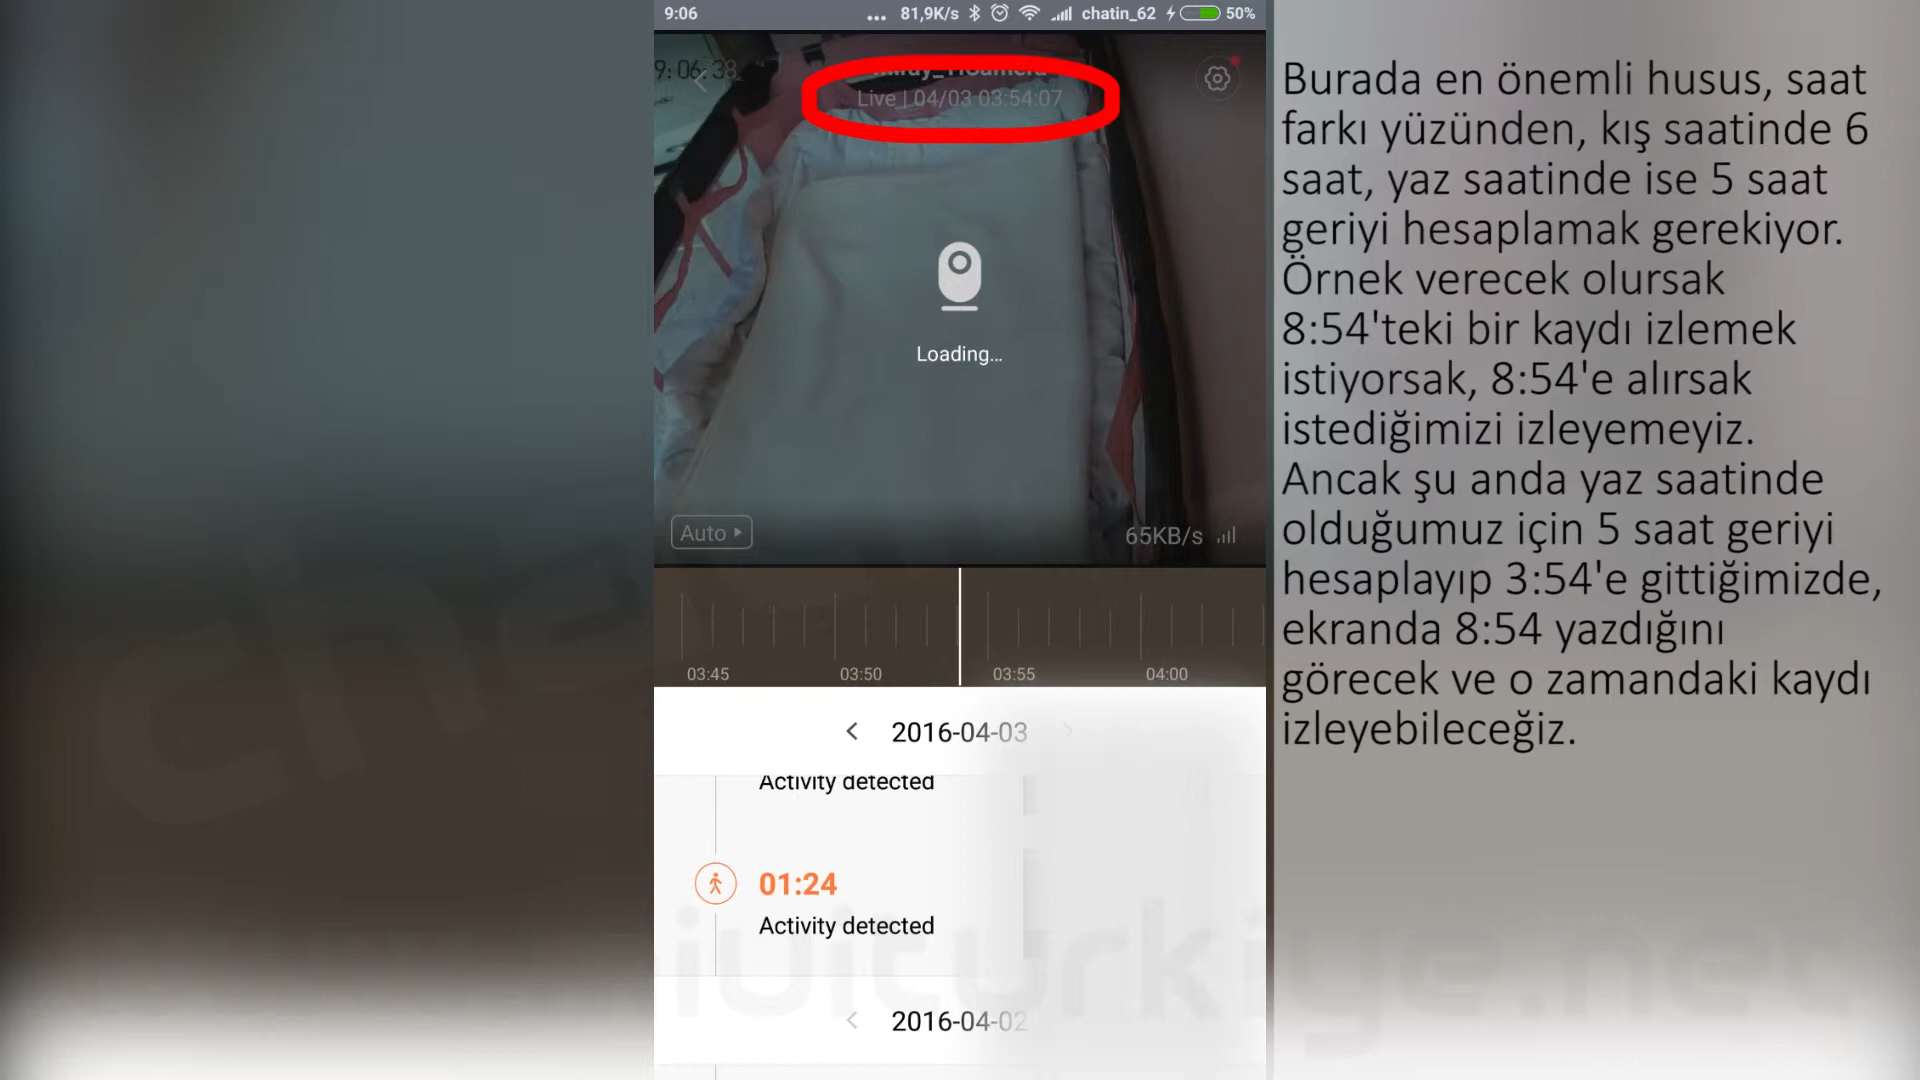 9:06
... 81,9K/s chatin_62 50%
9:06:38
Live | 04/03 03:54:07
Loading...
Auto
65KB/s
03:45 03:50 03:55 04:00
2016-04-03
Activity detected
01:24
Activity detected
2016-04-02
Burada en önemli husus, saat
farkı yüzünden, kış saatinde 6
saat, yaz saatinde ise 5 saat
geriyi hesaplamak gerekiyor.
Örnek verecek olursak
8:54'teki bir kaydı izlemek
istiyorsak, 8:54'e alırsak
istediğimizi izleyemeyiz.
Ancak şu anda yaz saatinde
olduğumuz için 5 saat geriyi
hesaplayıp 3:54'e gittiğimizde,
ekranda 8:54 yazdığını
görecek ve o zamandaki kaydı
izleyebileceğiz.